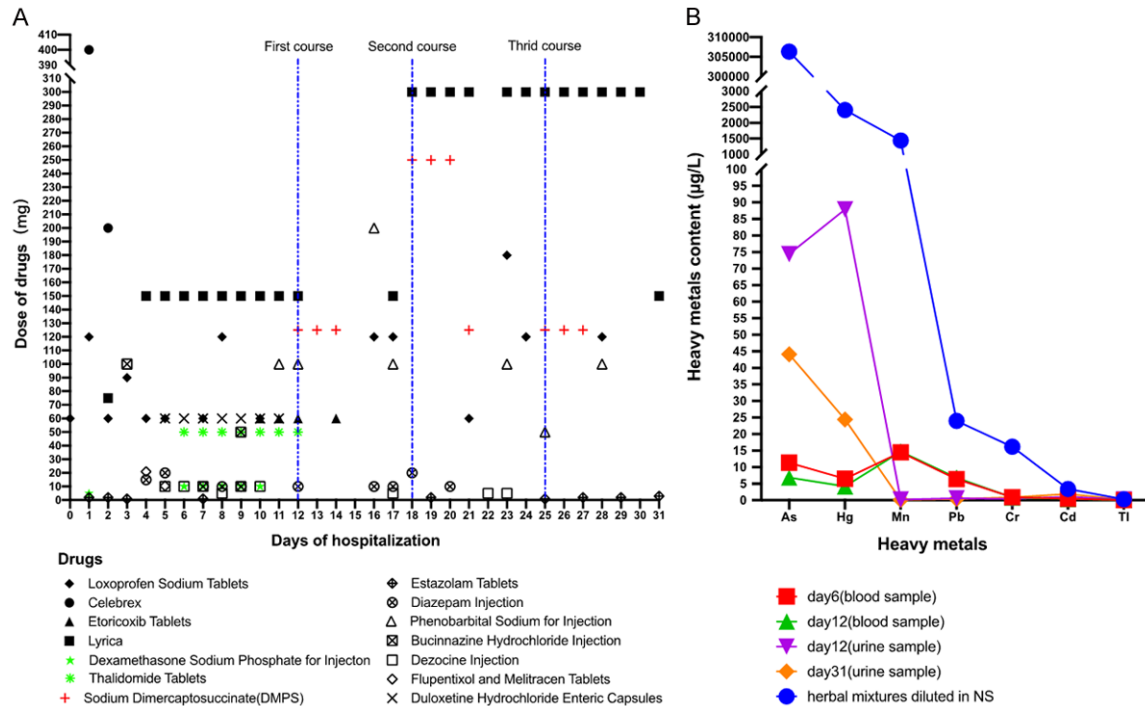 A
First course
Second course
Thrid course
Dose of drugs (mg)
410
400
390
310
300
290
280
270
260
250
240
230
220
210
200
190
180
170
160
150
140
130
120
110
100
90
80
70
60
50
20
10
0
0 1 2 3 4 5 6 7 8 9 10 11 12 13 14 15 16 17 18 19 20 21 22 23 24 25 26 27 28 29 30 31
Days of hospitalization
Drugs
Loxoprofen Sodium Tablets
Celebrex
Etoricoxib Tablets
Lyrica
Dexamethasone Sodium Phosphate for Injecton
Thalidomide Tablets
Sodium Dimercaptosuccinate(DMPS)
Estazolam Tablets
Diazepam Injection
Phenobarbital Sodium for Injection
Bucinnazine Hydrochloride Injection
Dezocine Injection
Flupentixol and Melitracen Tablets
Duloxetine Hydrochloride Enteric Capsules
B
Heavy metals content (μg/L)
310000
305000
300000
3000
2500
2000
1500
1000
100
95
90
85
80
75
70
65
60
55
50
45
40
35
30
25
20
15
10
5
0
As Hg Mn Pb Cr Cd Tl
Heavy metals
day6(blood sample)
day12(blood sample)
day12(urine sample)
day31(urine sample)
herbal mixtures diluted in NS